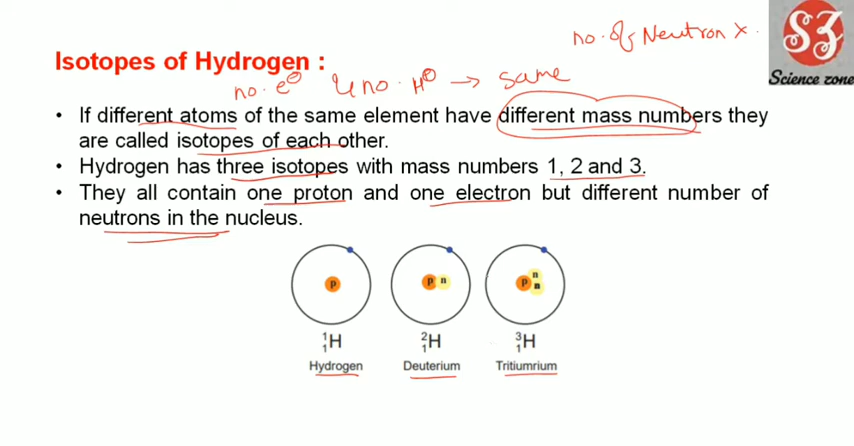 no. of Neutron x.
SZ
Science zone
Isotopes of Hydrogen :
no. e⊖ & no. H⊕ → same
• If different atoms of the same element have different mass numbers they
are called isotopes of each other.
• Hydrogen has three isotopes with mass numbers 1, 2 and 3.
• They all contain one proton and one electron but different number of
neutrons in the nucleus.
p
p n
p n n
¹₁H ²₁H ³₁H
Hydrogen Deuterium Tritiumrium